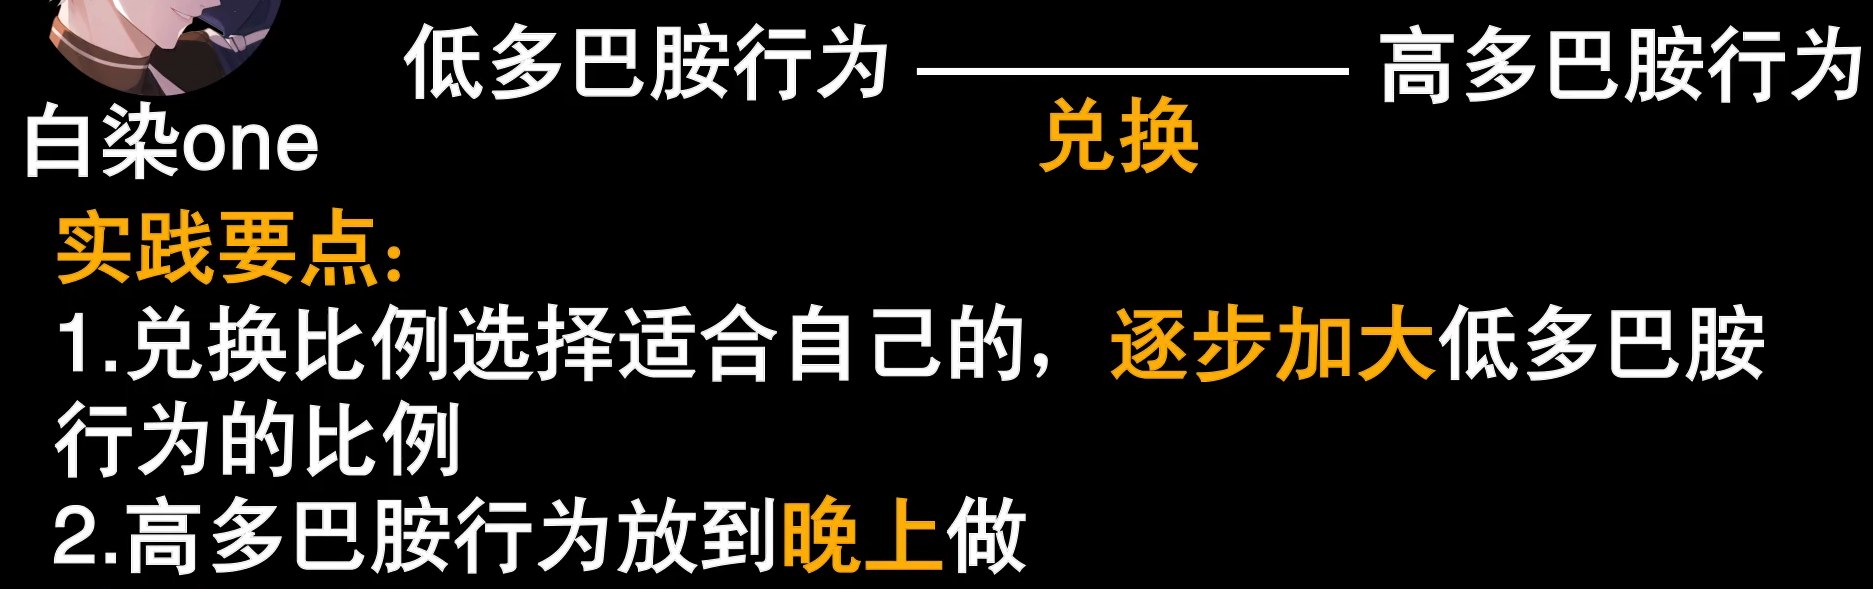 低多巴胺行为 高多巴胺行为
兑换
白染one
实践要点:
1.兑换比例选择适合自己的，逐步加大低多巴胺
行为的比例
2.高多巴胺行为放到晚上做